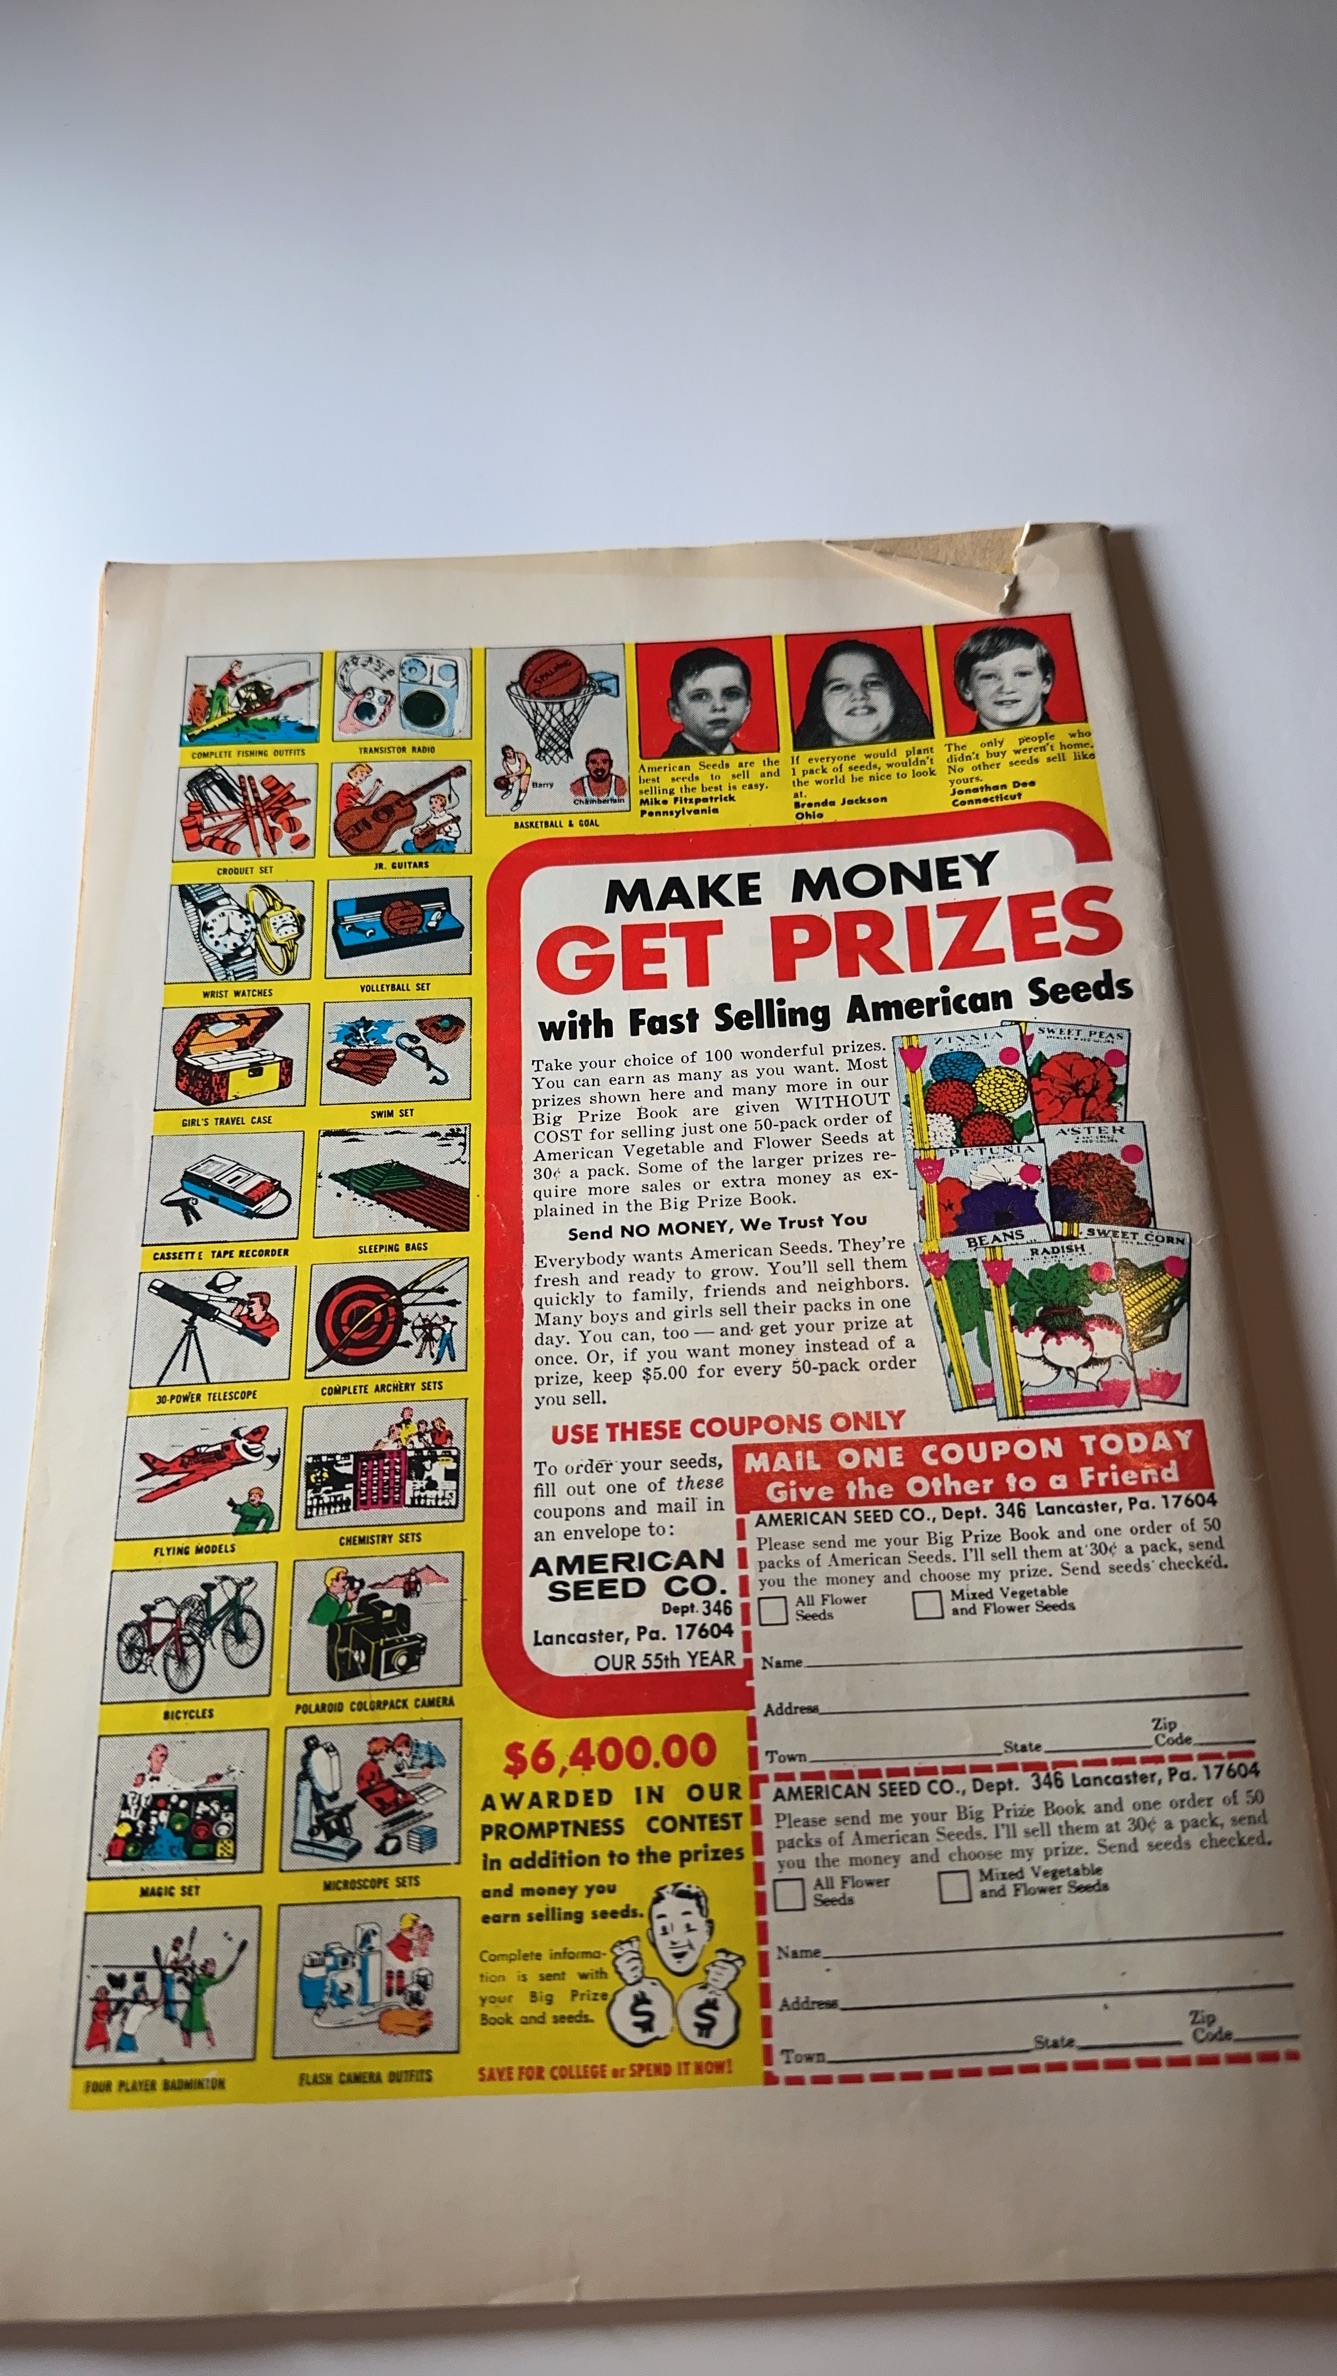 COMPLETE FISHING OUTFITS
TRANSISTOR RADIO
CROQUET SET
JR. GUITARS
WRIST WATCHES
VOLLEYBALL SET
GIRL'S TRAVEL CASE
SWIM SET
CASSETTE TAPE RECORDER
SLEEPING BAGS
30-POWER TELESCOPE
COMPLETE ARCHERY SETS
FLYING MODELS
CHEMISTRY SETS
BICYCLES
POLAROID COLORPACK CAMERA
MAGIC SET
MICROSCOPE SETS
FOUR PLAYER BADMINTON
FLASH CAMERA OUTFITS
SPALDING
Barry
Chamberlain
BASKETBALL & GOAL
American Seeds are the
best seeds to sell and
selling the best is easy.
Mike Fitzpatrick
Pennsylvania
If everyone would plant
1 pack of seeds, wouldn't
the world be nice to look
at.
Brenda Jackson
Ohio
The only people who
didn't buy weren't home.
No other seeds sell like
yours.
Jonathan Dee
Connecticut
MAKE MONEY
GET PRIZES
with Fast Selling American Seeds
Take your choice of 100 wonderful prizes.
You can earn as many as you want. Most
prizes shown here and many more in our
Big Prize Book are given WITHOUT
COST for selling just one 50-pack order of
American Vegetable and Flower Seeds at
30¢ a pack. Some of the larger prizes re-
quire more sales or extra money as ex-
plained in the Big Prize Book.
Send NO MONEY, We Trust You
Everybody wants American Seeds. They're
fresh and ready to grow. You'll sell them
quickly to family, friends and neighbors.
Many boys and girls sell their packs in one
day. You can, too — and get your prize at
once. Or, if you want money instead of a
prize, keep $5.00 for every 50-pack order
you sell.
ZINNIA
SWEET PEAS
PETUNIA
ASTER
BEANS
RADISH
SWEET CORN
USE THESE COUPONS ONLY
To order your seeds,
fill out one of these
coupons and mail in
an envelope to:
AMERICAN
SEED CO.
Dept. 346
Lancaster, Pa. 17604
OUR 55th YEAR
MAIL ONE COUPON TODAY
Give the Other to a Friend
AMERICAN SEED CO., Dept. 346 Lancaster, Pa. 17604
Please send me your Big Prize Book and one order of 50
packs of American Seeds. I'll sell them at 30¢ a pack, send
you the money and choose my prize. Send seeds checked.
All Flower
Seeds
Mixed Vegetable
and Flower Seeds
Name
Address
Town State Zip Code
AMERICAN SEED CO., Dept. 346 Lancaster, Pa. 17604
Please send me your Big Prize Book and one order of 50
packs of American Seeds. I'll sell them at 30¢ a pack, send
you the money and choose my prize. Send seeds checked.
All Flower
Seeds
Mixed Vegetable
and Flower Seeds
Name
Address
Town State Zip Code
$6,400.00
AWARDED IN OUR
PROMPTNESS CONTEST
in addition to the prizes
and money you
earn selling seeds.
Complete informa-
tion is sent with
your Big Prize
Book and seeds.
$ $
SAVE FOR COLLEGE or SPEND IT NOW!